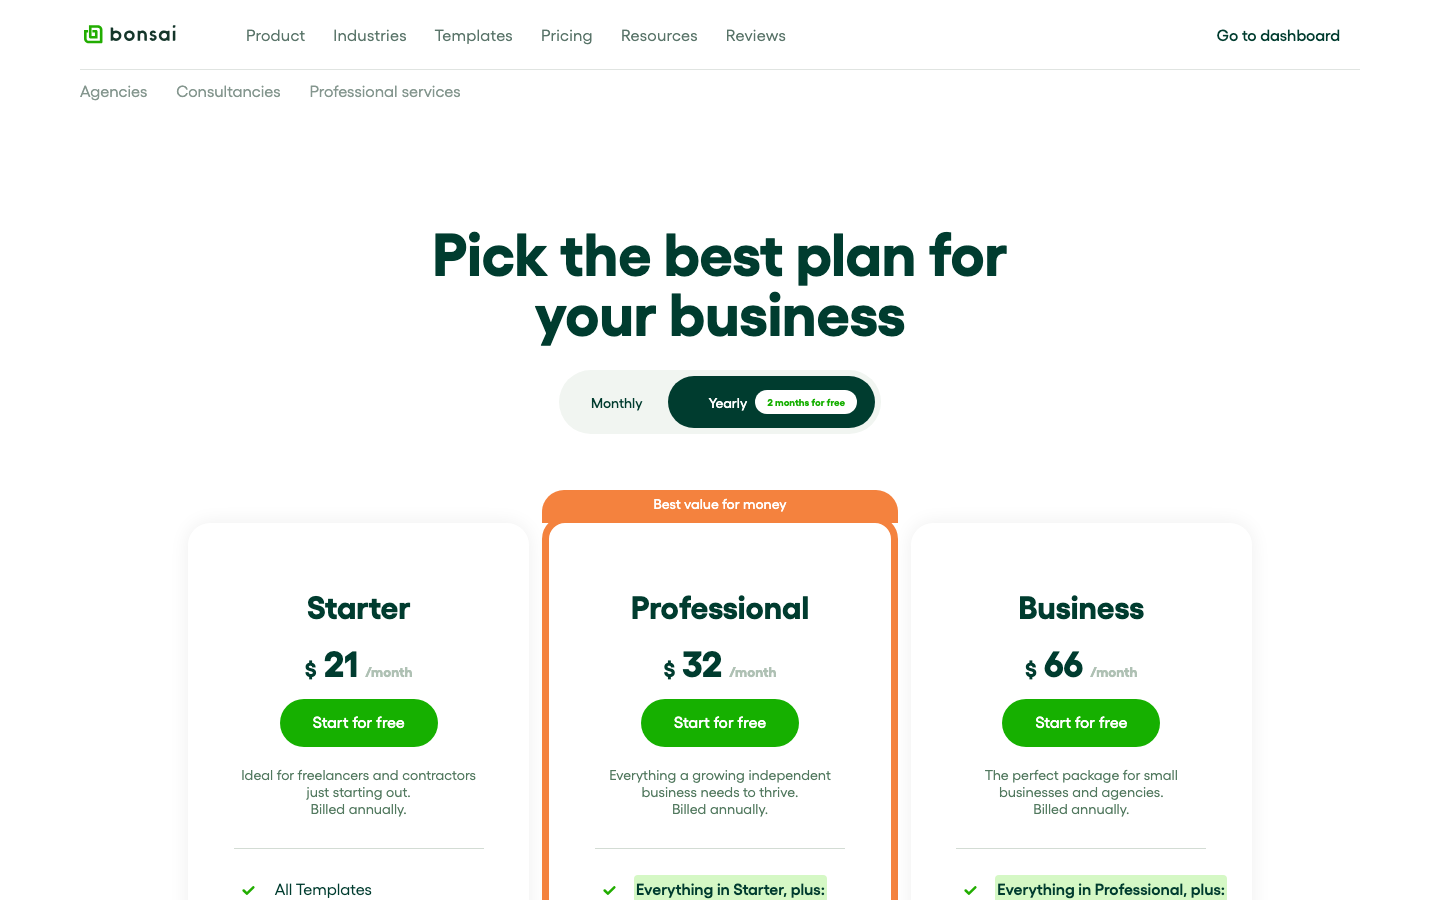 bonsai
Product
Industries
Templates
Pricing
Resources
Reviews
Go to dashboard
Agencies
Consultancies
Professional services
Pick the best plan for
your business
Monthly
Yearly
2 months for free
Best value for money
Starter
$ 21 /month
Start for free
Ideal for freelancers and contractors
just starting out.
Billed annually.
All Templates
Professional
$ 32 /month
Start for free
Everything a growing independent
business needs to thrive.
Billed annually.
Everything in Starter, plus:
Business
$ 66 /month
Start for free
The perfect package for small
businesses and agencies.
Billed annually.
Everything in Professional, plus: